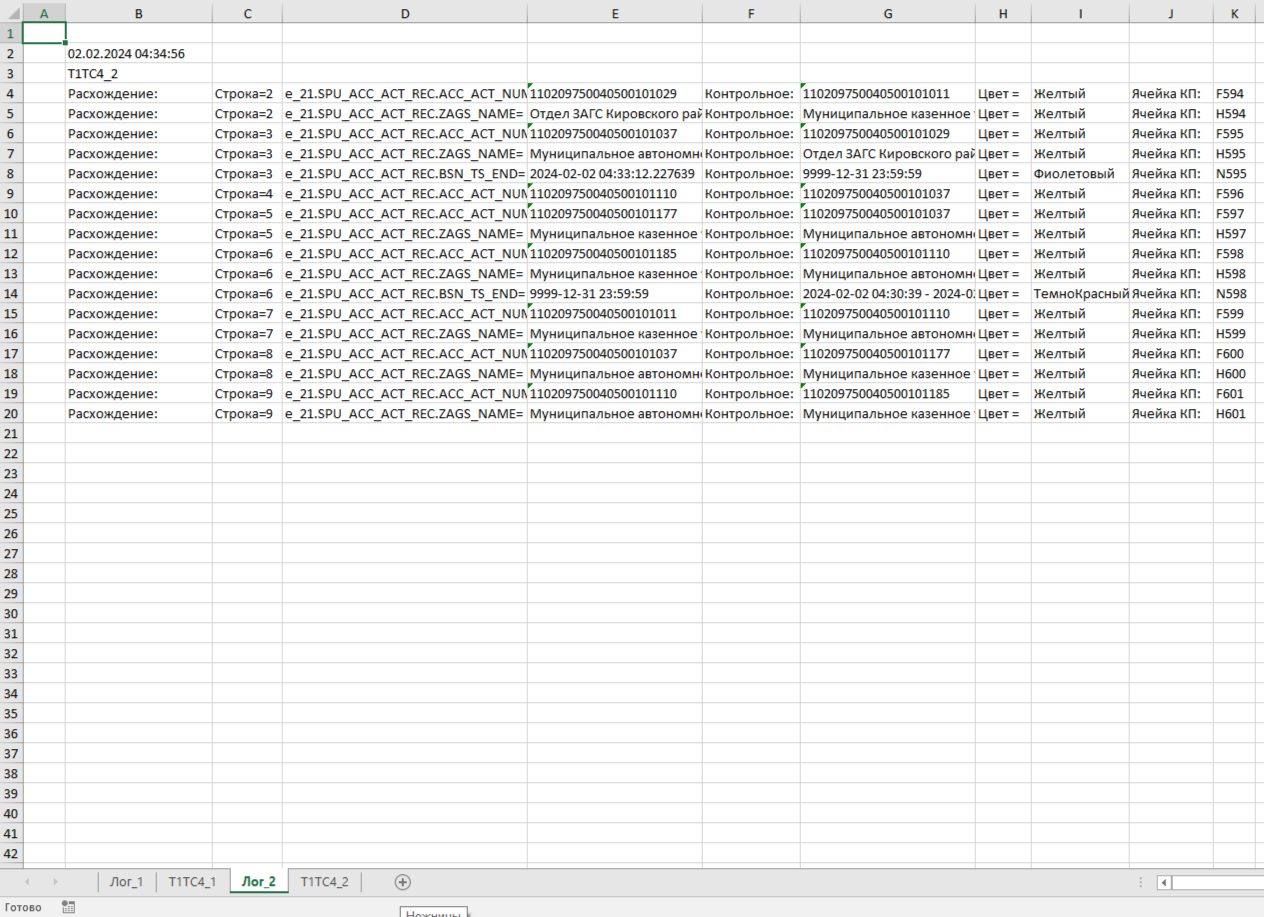 A B C D E F G H I J K
1
2 02.02.2024 04:34:56
3 T1TC4_2
4 Расхождение: Строка=2 e_21.SPU_ACC_ACT_REC.ACC_ACT_NUM 110209750040500101029 Контрольное: 110209750040500101011 Цвет = Желтый Ячейка КП: F594
5 Расхождение: Строка=2 e_21.SPU_ACC_ACT_REC.ZAGS_NAME= Отдел ЗАГС Кировского рай Контрольное: Муниципальное казенное Цвет = Желтый Ячейка КП: H594
6 Расхождение: Строка=3 e_21.SPU_ACC_ACT_REC.ACC_ACT_NUM 110209750040500101037 Контрольное: 110209750040500101029 Цвет = Желтый Ячейка КП: F595
7 Расхождение: Строка=3 e_21.SPU_ACC_ACT_REC.ZAGS_NAME= Муниципальное автономно Контрольное: Отдел ЗАГС Кировского рай Цвет = Желтый Ячейка КП: H595
8 Расхождение: Строка=3 e_21.SPU_ACC_ACT_REC.BSN_TS_END= 2024-02-02 04:33:12.227639 Контрольное: 9999-12-31 23:59:59 Цвет = Фиолетовый Ячейка КП: N595
9 Расхождение: Строка=4 e_21.SPU_ACC_ACT_REC.ACC_ACT_NUM 110209750040500101110 Контрольное: 110209750040500101037 Цвет = Желтый Ячейка КП: F596
10 Расхождение: Строка=5 e_21.SPU_ACC_ACT_REC.ACC_ACT_NUM 110209750040500101177 Контрольное: 110209750040500101037 Цвет = Желтый Ячейка КП: F597
11 Расхождение: Строка=5 e_21.SPU_ACC_ACT_REC.ZAGS_NAME= Муниципальное казенное Контрольное: Муниципальное автономно Цвет = Желтый Ячейка КП: H597
12 Расхождение: Строка=6 e_21.SPU_ACC_ACT_REC.ACC_ACT_NUM 110209750040500101185 Контрольное: 110209750040500101110 Цвет = Желтый Ячейка КП: F598
13 Расхождение: Строка=6 e_21.SPU_ACC_ACT_REC.ZAGS_NAME= Муниципальное казенное Контрольное: Муниципальное автономно Цвет = Желтый Ячейка КП: H598
14 Расхождение: Строка=6 e_21.SPU_ACC_ACT_REC.BSN_TS_END= 9999-12-31 23:59:59 Контрольное: 2024-02-02 04:30:39 - 2024-02 Цвет = ТемноКрасный Ячейка КП: N598
15 Расхождение: Строка=7 e_21.SPU_ACC_ACT_REC.ACC_ACT_NUM 110209750040500101011 Контрольное: 110209750040500101110 Цвет = Желтый Ячейка КП: F599
16 Расхождение: Строка=7 e_21.SPU_ACC_ACT_REC.ZAGS_NAME= Муниципальное казенное Контрольное: Муниципальное автономно Цвет = Желтый Ячейка КП: H599
17 Расхождение: Строка=8 e_21.SPU_ACC_ACT_REC.ACC_ACT_NUM 110209750040500101037 Контрольное: 110209750040500101177 Цвет = Желтый Ячейка КП: F600
18 Расхождение: Строка=8 e_21.SPU_ACC_ACT_REC.ZAGS_NAME= Муниципальное автономно Контрольное: Муниципальное казенное Цвет = Желтый Ячейка КП: H600
19 Расхождение: Строка=9 e_21.SPU_ACC_ACT_REC.ACC_ACT_NUM 110209750040500101110 Контрольное: 110209750040500101185 Цвет = Желтый Ячейка КП: F601
20 Расхождение: Строка=9 e_21.SPU_ACC_ACT_REC.ZAGS_NAME= Муниципальное автономно Контрольное: Муниципальное казенное Цвет = Желтый Ячейка КП: H601
21
22
23
24
25
26
27
28
29
30
31
32
33
34
35
36
37
38
39
40
41
42
Лог_1 T1TC4_1 Лог_2 T1TC4_2
Готово
Ножницы